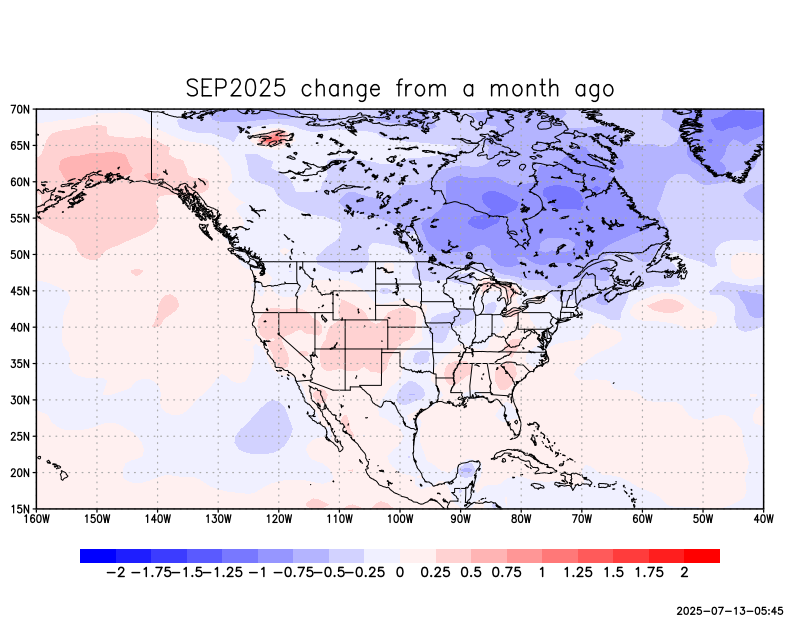 SEP2025 change from a month ago
70N
65N
60N
55N
50N
45N
40N
35N
30N
25N
20N
15N
160W 150W 140W 130W 120W 110W 100W 90W 80W 70W 60W 50W 40W
−2 −1.75 −1.5 −1.25 −1 −0.75 −0.5 −0.25 0 0.25 0.5 0.75 1 1.25 1.5 1.75 2
2025-07-13-05:45